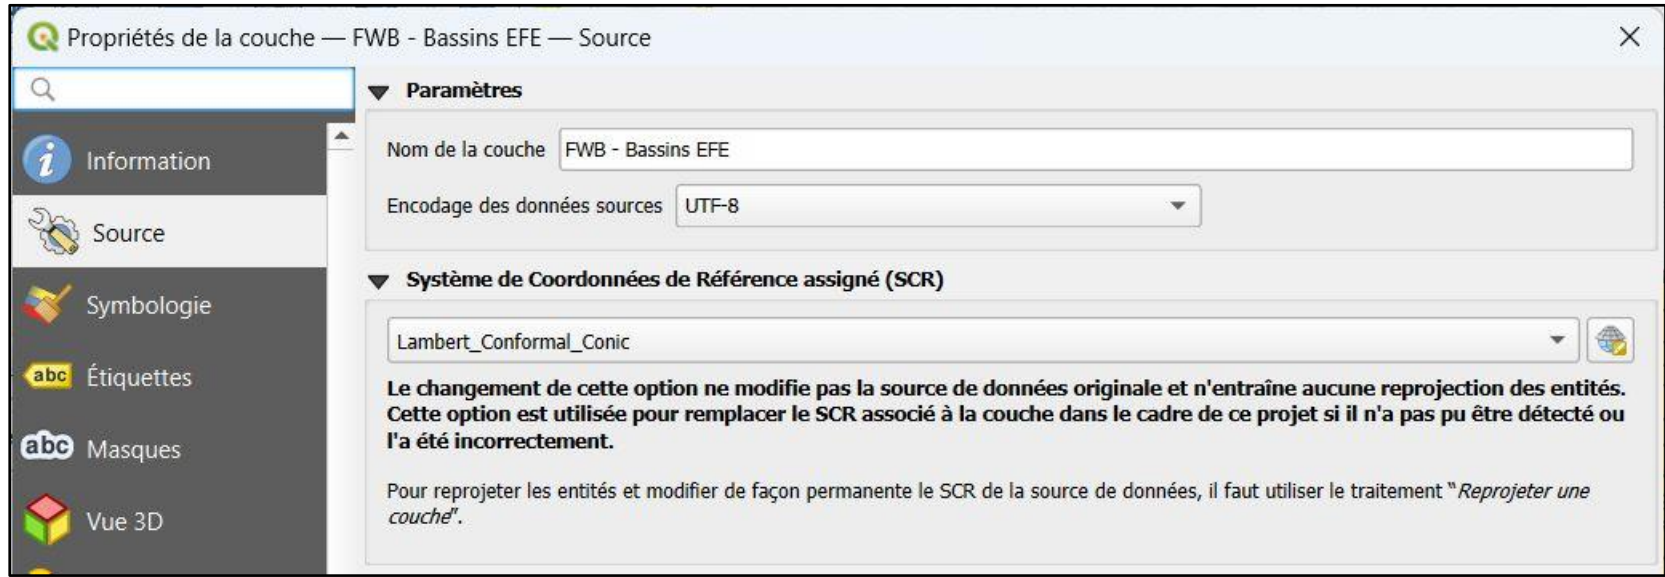 Propriétés de la couche — FWB - Bassins EFE — Source
Information
Source
Symbologie
abc Étiquettes
abc Masques
Vue 3D
Paramètres
Nom de la couche FWB - Bassins EFE
Encodage des données sources UTF-8
Système de Coordonnées de Référence assigné (SCR)
Lambert_Conformal_Conic
Le changement de cette option ne modifie pas la source de données originale et n'entraîne aucune reprojection des entités.
Cette option est utilisée pour remplacer le SCR associé à la couche dans le cadre de ce projet si il n'a pas pu être détecté ou
l'a été incorrectement.
Pour reprojeter les entités et modifier de façon permanente le SCR de la source de données, il faut utiliser le traitement “Reprojeter une
couche”.